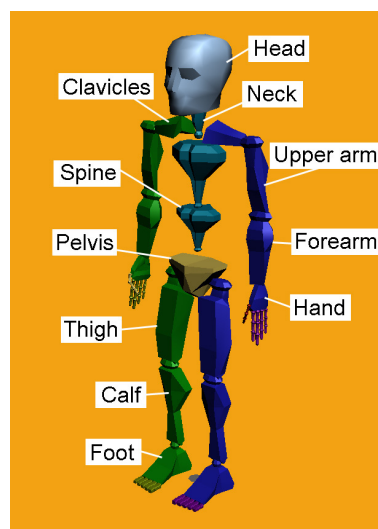 Head
Clavicles
Neck
Upper arm
Spine
Forearm
Pelvis
Hand
Thigh
Calf
Foot